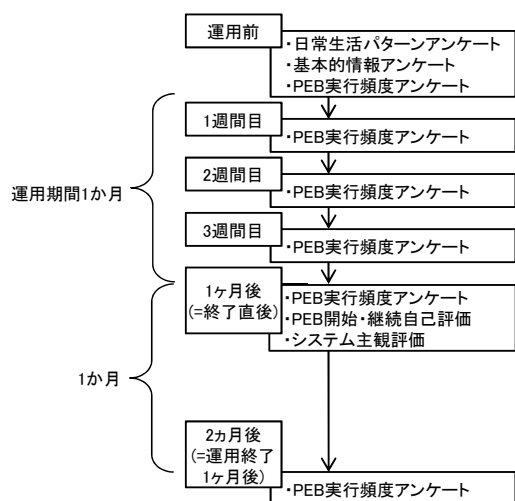 運用前
・日常生活パターンアンケート
・基本的情報アンケート
・PEB実行頻度アンケート
1週間目
・PEB実行頻度アンケート
2週間目
・PEB実行頻度アンケート
運用期間1か月
3週間目
・PEB実行頻度アンケート
1ヶ月後
(=終了直後)
・PEB実行頻度アンケート
・PEB開始・継続自己評価
・システム主観評価
1か月
2ヵ月後
(=運用終了
1ヶ月後)
・PEB実行頻度アンケート